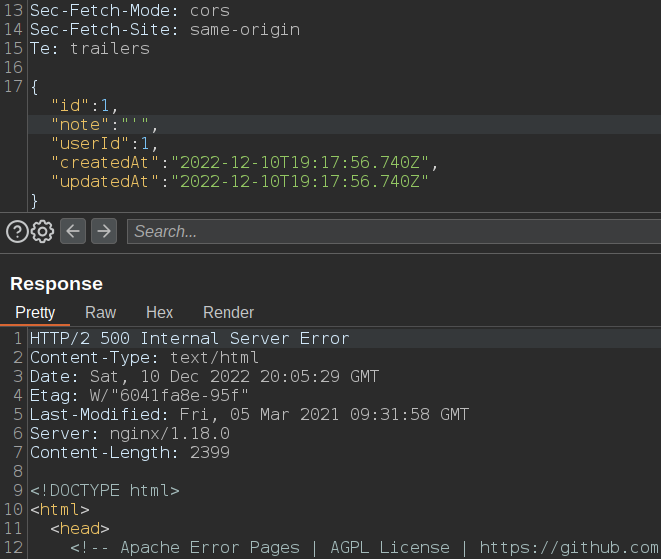 13 Sec-Fetch-Mode: cors
14 Sec-Fetch-Site: same-origin
15 Te: trailers
16
17 {
"id":1,
"note":"'",
"userId":1,
"createdAt":"2022-12-10T19:17:56.740Z",
"updatedAt":"2022-12-10T19:17:56.740Z"
}
? Search...
Response
Pretty Raw Hex Render
1 HTTP/2 500 Internal Server Error
2 Content-Type: text/html
3 Date: Sat, 10 Dec 2022 20:05:29 GMT
4 Etag: W/"6041fa8e-95f"
5 Last-Modified: Fri, 05 Mar 2021 09:31:58 GMT
6 Server: nginx/1.18.0
7 Content-Length: 2399
8
9 <!DOCTYPE html>
10 <html>
11 <head>
12 <!-- Apache Error Pages | AGPL License | https://github.com